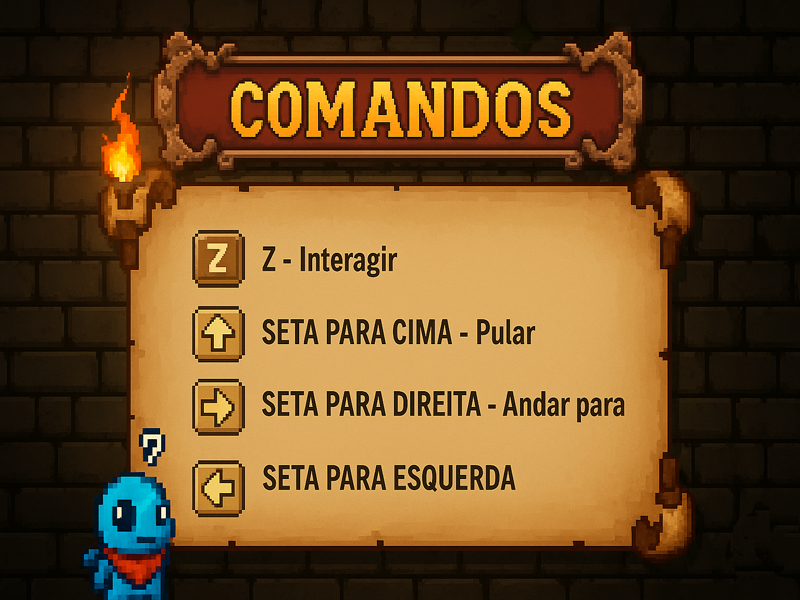 COMANDOS
Z
Z - Interagir
SETA PARA CIMA - Pular
SETA PARA DIREITA - Andar para
?
SETA PARA ESQUERDA